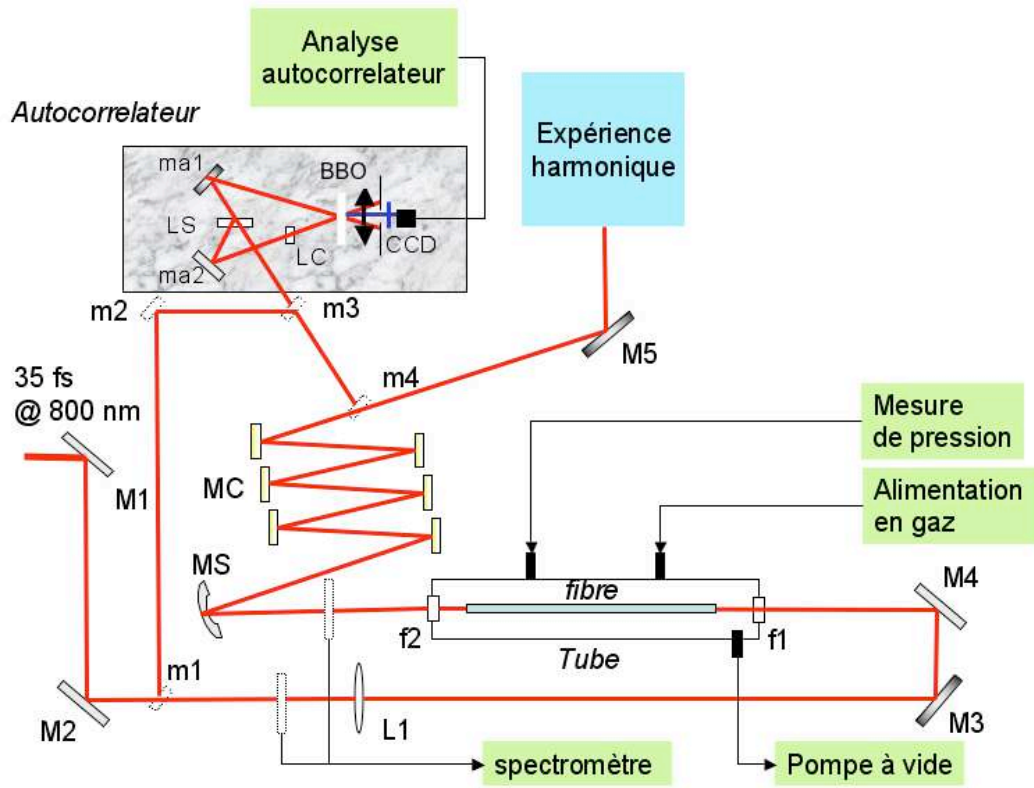 Analyse
autocorrelateur
Autocorrelateur
Expérience
harmonique
ma1
BBO
LS
LC
CCD
ma2
m2
m3
M5
35 fs
@ 800 nm
m4
Mesure
de pression
M1
MC
Alimentation
en gaz
MS
fibre
M4
f2
f1
Tube
m1
M2
L1
M3
spectromètre
Pompe à vide